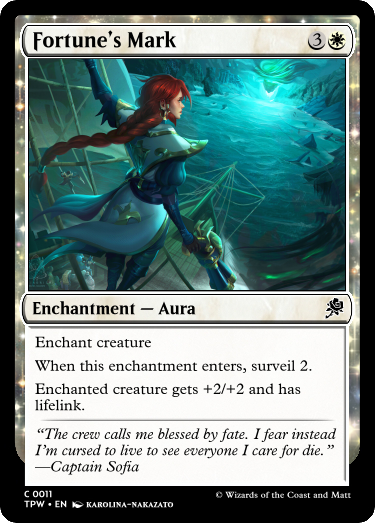 Fortune's Mark 3
Enchantment — Aura
Enchant creature
When this enchantment enters, surveil 2.
Enchanted creature gets +2/+2 and has
lifelink.
“The crew calls me blessed by fate. I fear instead
I’m cursed to live to see everyone I care for die.”
—Captain Sofia
C 0011
TPW • EN KAROLINA-NAKAZATO
© Wizards of the Coast and Matt